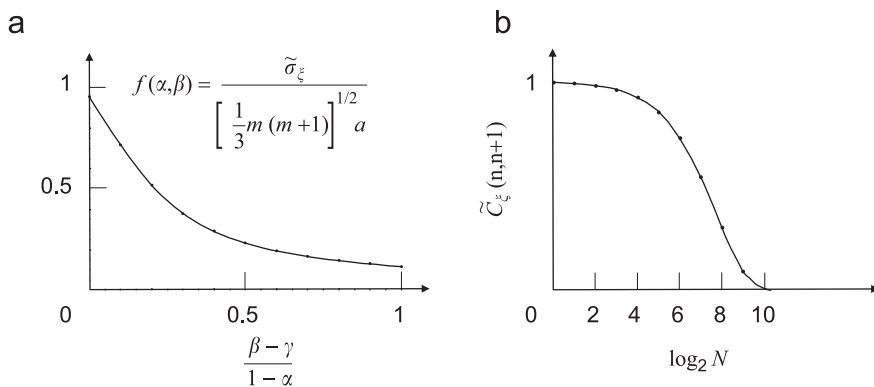 a
1
f(α,β) = σ̃_ξ / [ 1/3 m (m+1) ]^{1/2} a
0.5
0
0.5
1
β – γ / 1 – α
b
1
C̃_ξ (n,n+1)
0
2
4
6
8
10
log₂ N